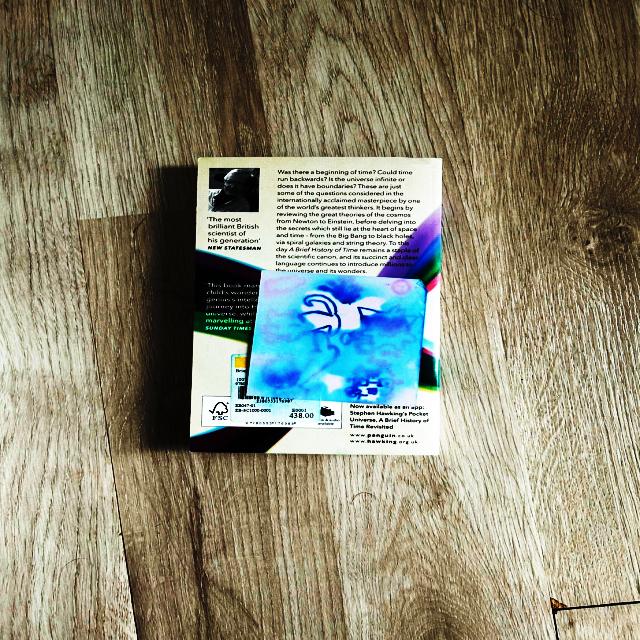 Was there a beginning of time? Could time
run backwards? Is the universe infinite or
does it have boundaries? These are just
some of the questions considered in the
internationally acclaimed masterpiece by one
of the world's greatest thinkers. It begins by
reviewing the great theories of the cosmos
from Newton to Einstein, before delving into
the secrets which still lie at the heart of space
and time – from the Big Bang to black holes,
via spiral galaxies and string theory. To this
day A Brief History of Time remains a staple of
the scientific canon, and its succinct and clear
language continues to introduce millions to
the universe and its wonders.
'The most
brilliant British
scientist of
his generation'
NEW STATESMAN
This book
child's
journey into
universe,
marvelling
SUNDAY TIMES
FSC
438.00
available
Now available as an app:
Stephen Hawking's Pocket
Universe, A Brief History of
Time Revisited
www.penguin.co.uk
www.hawking.org.uk